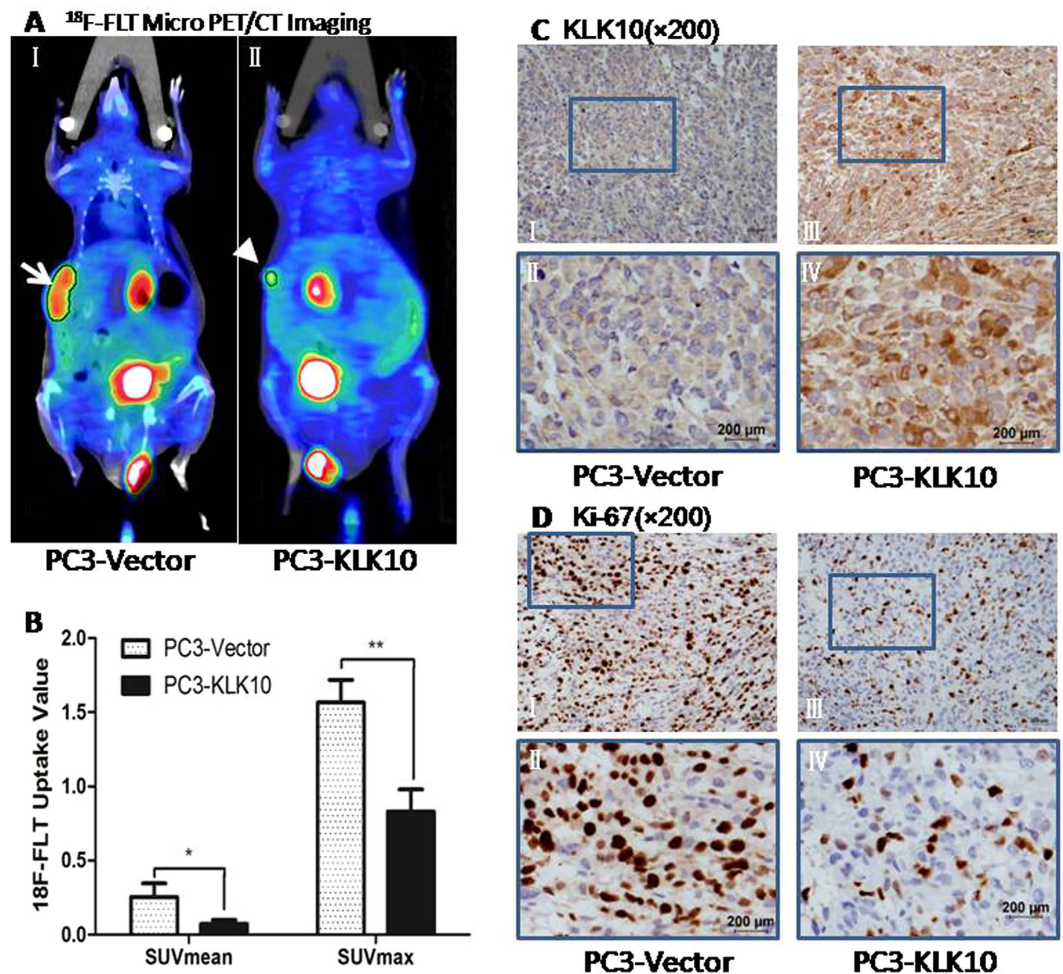 A ¹⁸F-FLT Micro PET/CT Imaging
I II
PC3-Vector PC3-KLK10
B
2.0
1.5
1.0
0.5
0.0
18F-FLT Uptake Value
PC3-Vector
PC3-KLK10
*
**
SUVmean SUVmax
C KLK10(×200)
I III
II IV
200 μm 200 μm
PC3-Vector PC3-KLK10
D Ki-67(×200)
I III
II IV
200 μm 200 μm
PC3-Vector PC3-KLK10